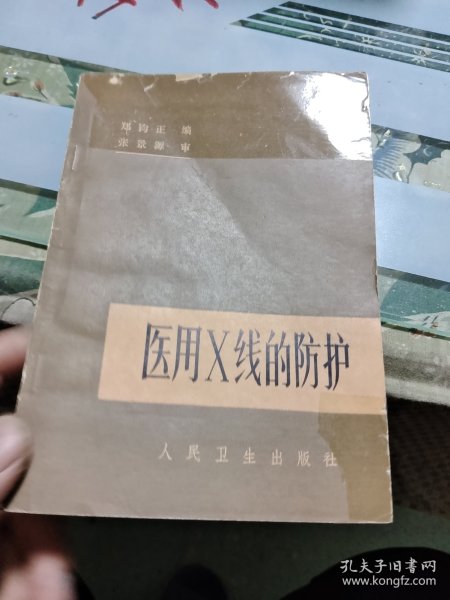 郑钧正 编
张景源 审
医用X线的防护
人民卫生出版社
孔夫子旧书网
www.kongfz.com